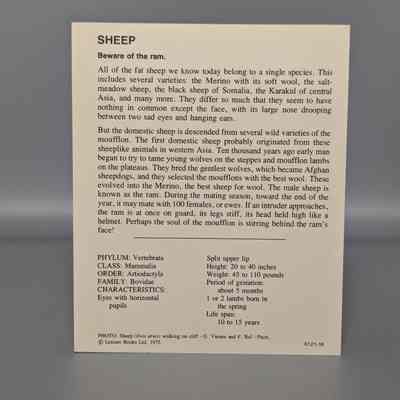 SHEEP
Beware of the ram.
All of the fat sheep we know today belong to a single species. This
includes several varieties: the Merino with its soft wool, the salt-
meadow sheep, the black sheep of Somalia, the Karakul of central
Asia, and many more. They differ so much that they seem to have
nothing in common except the face, with its large nose drooping
between two sad eyes and hanging ears.
But the domestic sheep is descended from several wild varieties of the
moufflon. The first domestic sheep probably originated from these
sheeplike animals in western Asia. Ten thousand years ago early man
began to try to tame young wolves on the steppes and moufflon lambs
on the plateaus. They bred the gentlest wolves, which became Afghan
sheepdogs, and they selected the moufflons with the best wool. These
evolved into the Merino, the best sheep for wool. The male sheep is
known as the ram. During the mating season, toward the end of the
year, it may mate with 100 females, or ewes. If an intruder approaches,
the ram is at once on guard, its legs stiff, its head held high like a
helmet. Perhaps the soul of the moufflon is stirring behind the ram's
face!
PHYLUM: Vertebrata
CLASS: Mammalia
ORDER: Artiodactyla
FAMILY: Bovidae
CHARACTERISTICS:
Eyes with horizontal
pupils
Split upper lip
Height: 20 to 40 inches
Weight: 45 to 110 pounds
Period of gestation:
about 5 months
1 or 2 lambs born in
the spring
Life span:
10 to 15 years
PHOTO: Sheep (Ovis aries) walking on cliff - G. Vienne and F. Bel -
© Leisure Books Ltd. 1975